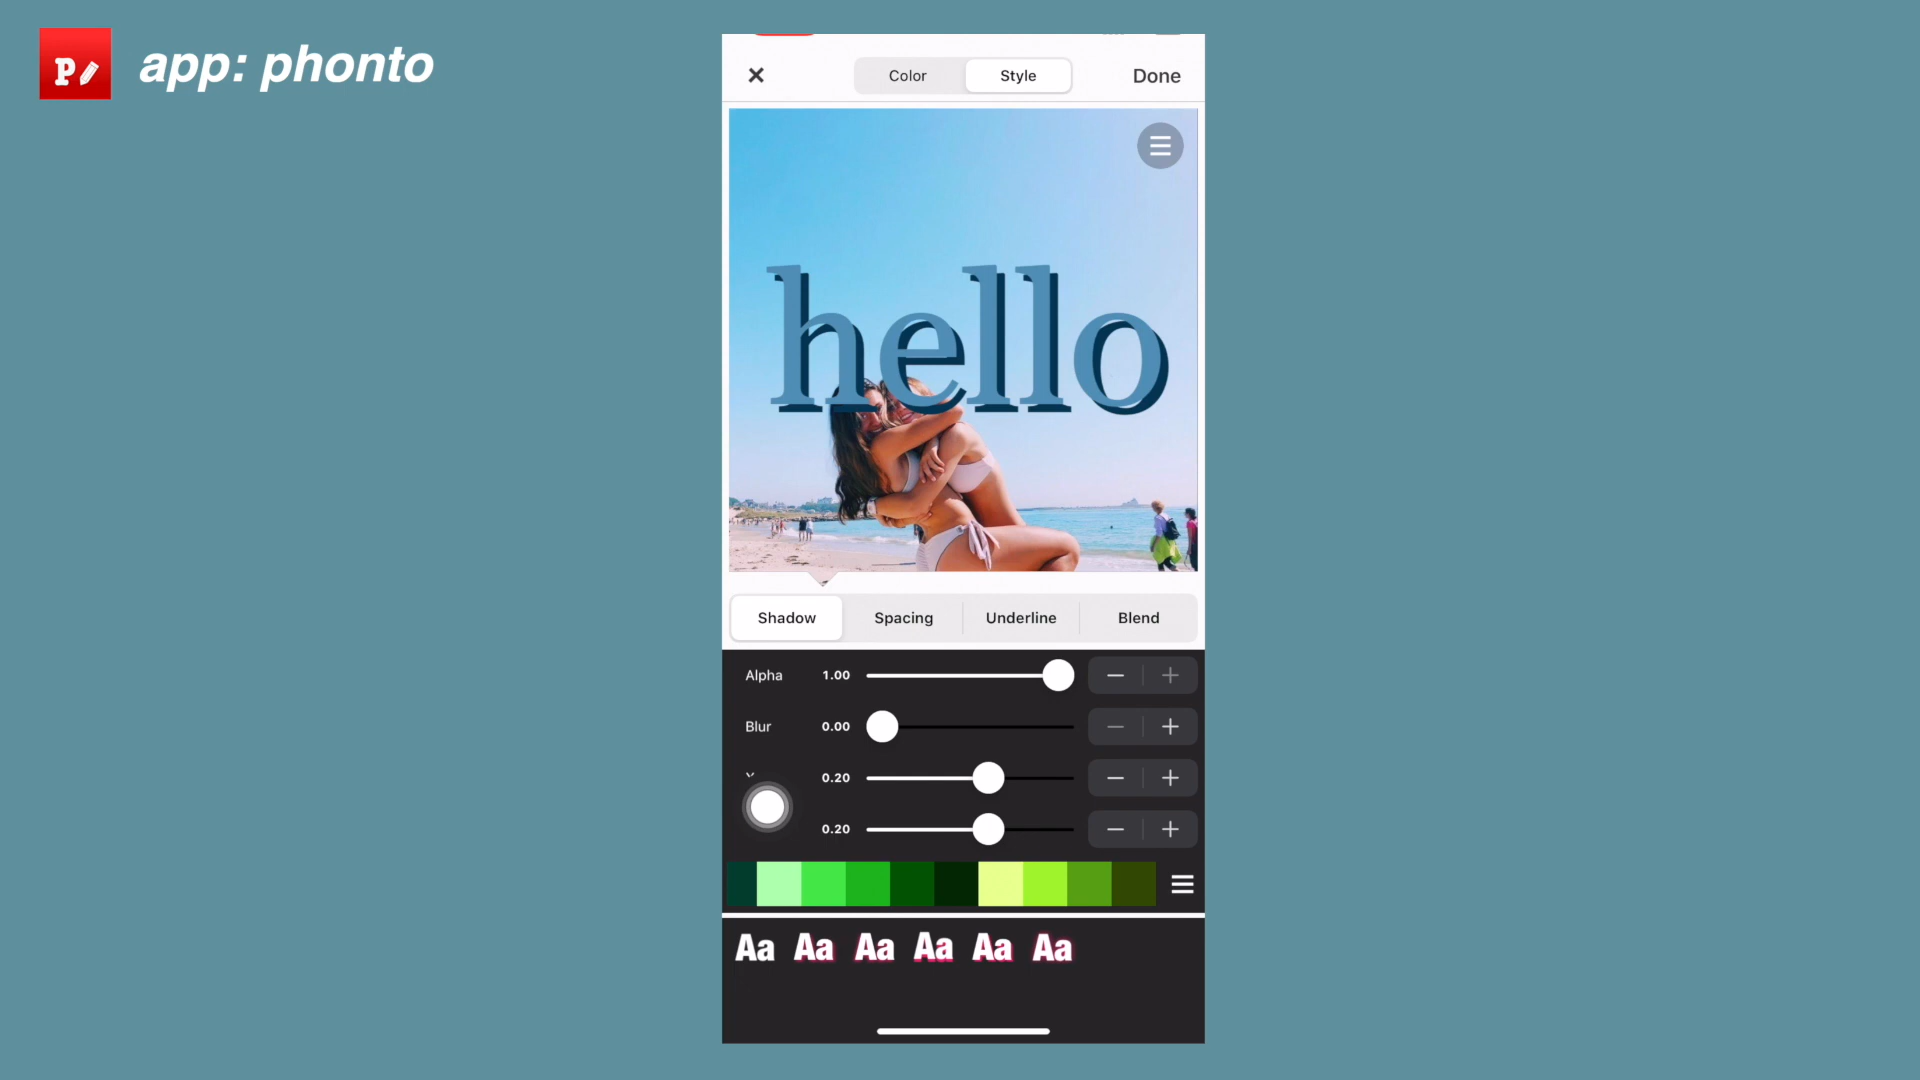 P
app: phonto
Color
Style
Done
hello
Shadow
Spacing
Underline
Blend
Alpha
1.00
Blur
0.00
0.20
0.20
Aa
Aa
Aa
Aa
Aa
Aa